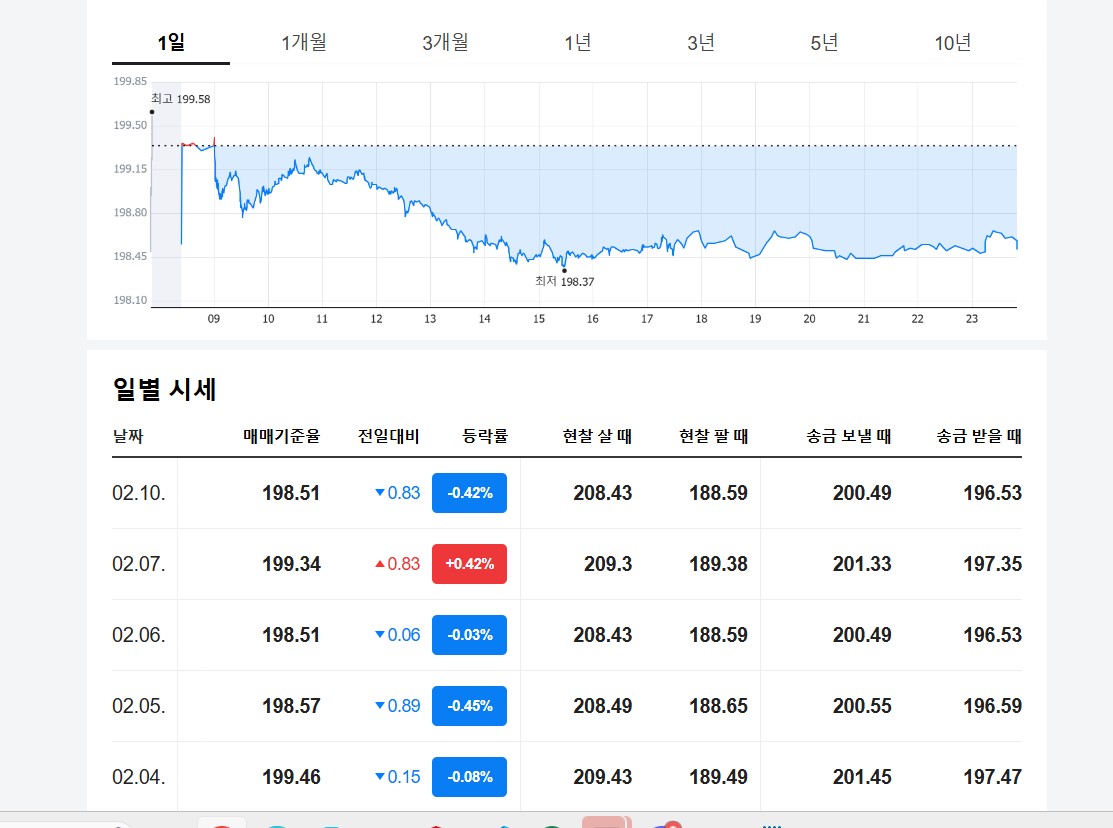 1일 1개월 3개월 1년 3년 5년 10년
199.85
최고 199.58
199.50
199.15
198.80
198.45
최저 198.37
198.10
09 10 11 12 13 14 15 16 17 18 19 20 21 22 23
일별 시세
날짜 매매기준율 전일대비 등락률 현찰 살 때 현찰 팔 때 송금 보낼 때 송금 받을 때
02.10. 198.51 ▼0.83 -0.42% 208.43 188.59 200.49 196.53
02.07. 199.34 ▲0.83 +0.42% 209.3 189.38 201.33 197.35
02.06. 198.51 ▼0.06 -0.03% 208.43 188.59 200.49 196.53
02.05. 198.57 ▼0.89 -0.45% 208.49 188.65 200.55 196.59
02.04. 199.46 ▼0.15 -0.08% 209.43 189.49 201.45 197.47